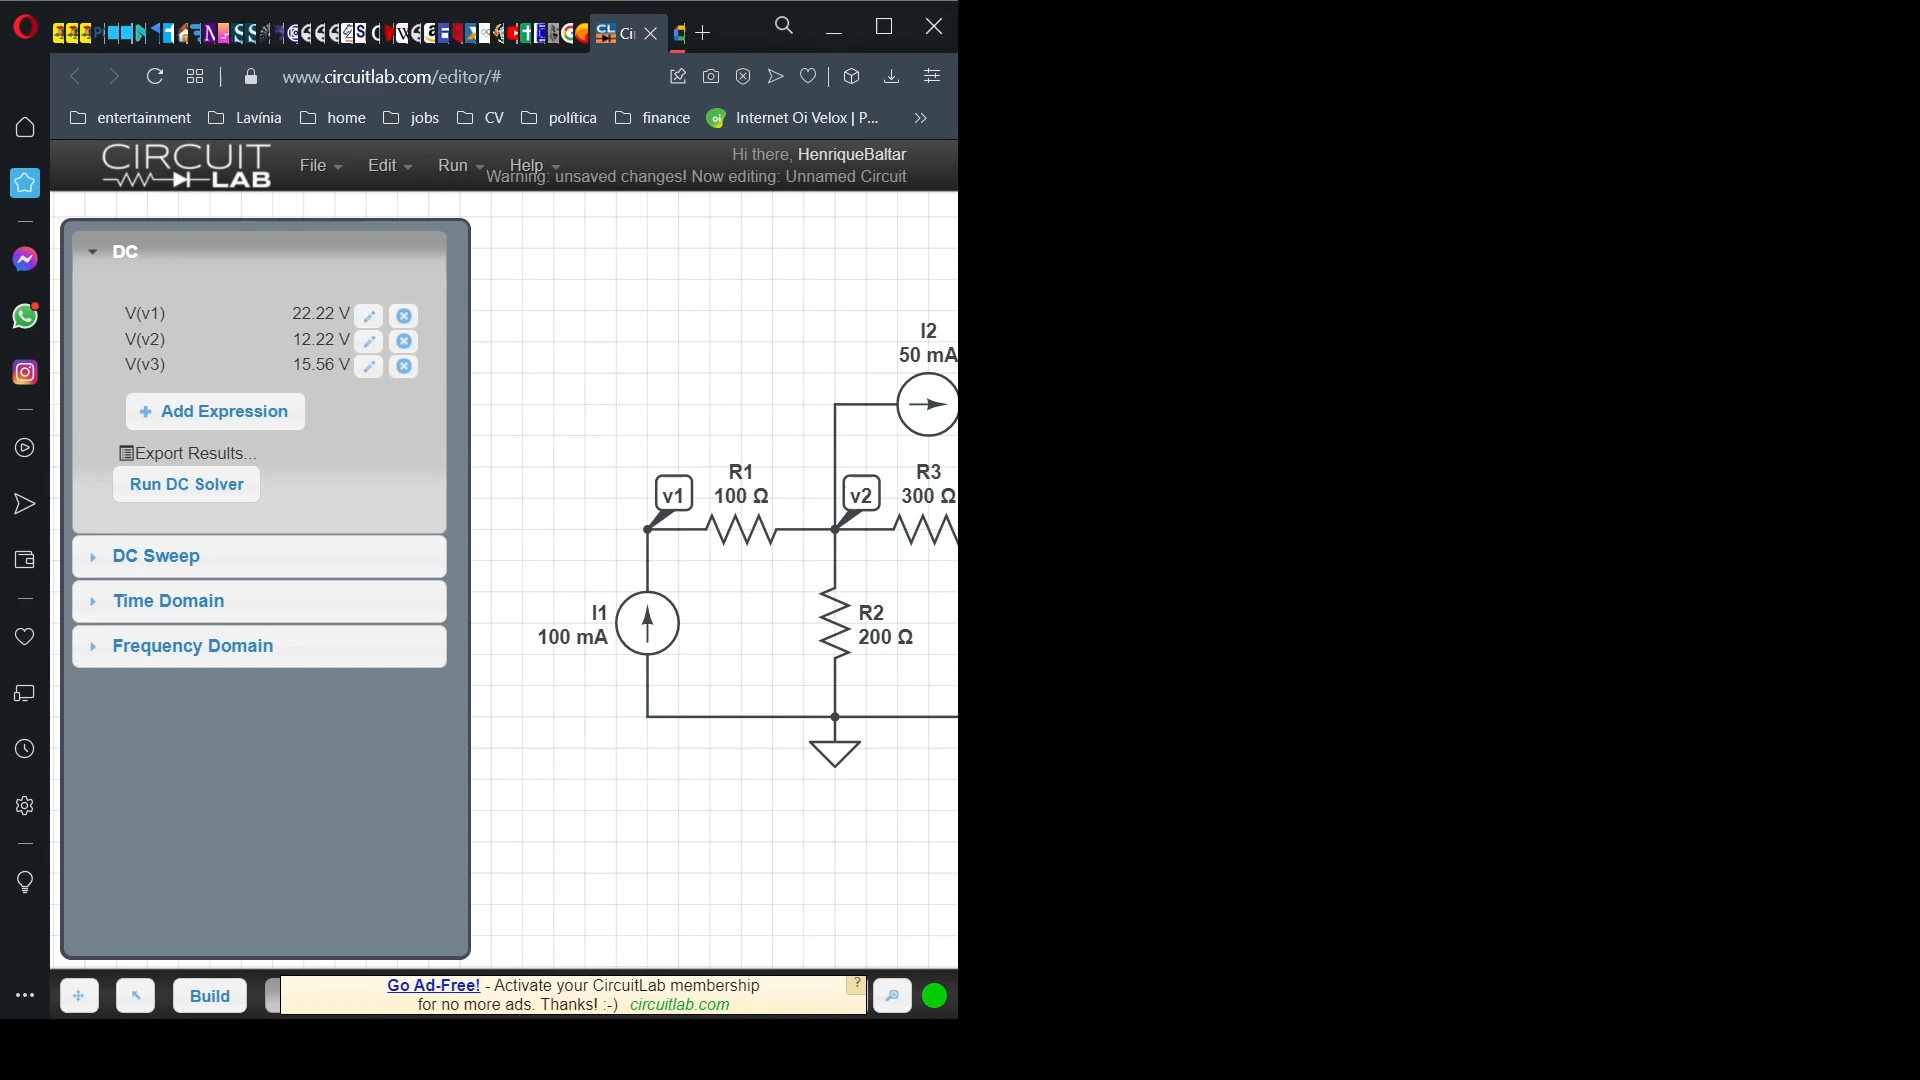 Ci
www.circuitlab.com/editor/#
entertainment
Lavínia
home
jobs
CV
política
finance
Internet Oi Velox | P...
CIRCUIT
LAB
File
Edit
Run
Help
Hi there, HenriqueBaltar
Warning: unsaved changes! Now editing: Unnamed Circuit
DC
V(v1) 22.22 V
V(v2) 12.22 V
V(v3) 15.56 V
+ Add Expression
Export Results...
Run DC Solver
DC Sweep
Time Domain
Frequency Domain
I2
50 mA
R1
100 Ω
R3
300 Ω
v1
v2
I1
100 mA
R2
200 Ω
Build
Go Ad-Free! - Activate your CircuitLab membership
for no more ads. Thanks! :-) circuitlab.com
?